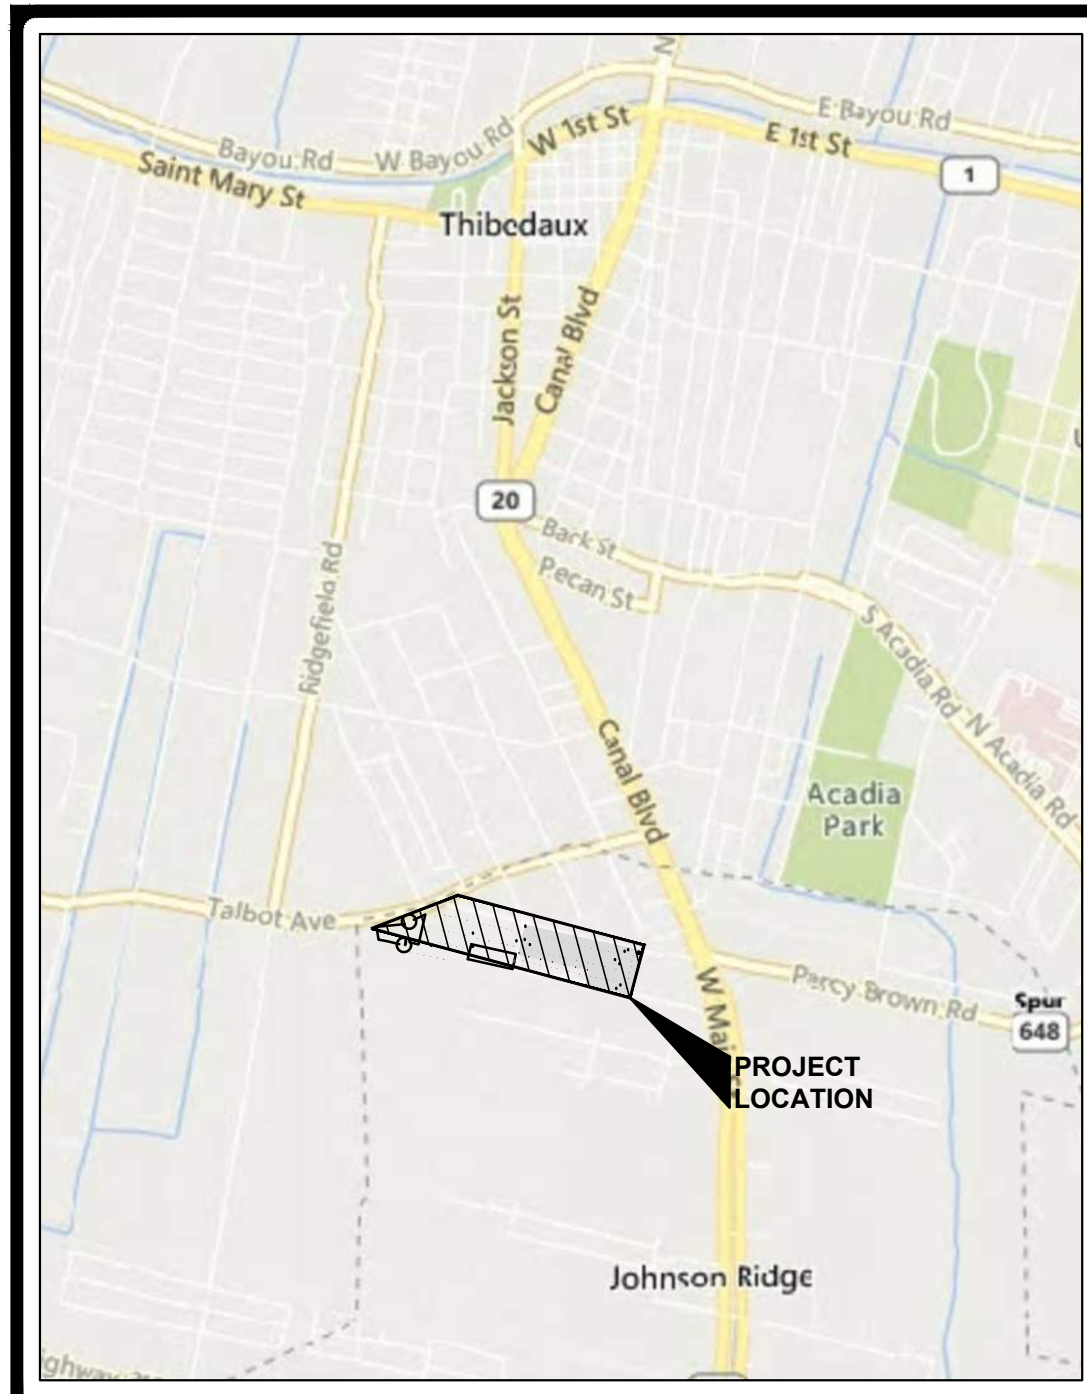 N
E Bayou Rd
W 1st St
E 1st St
Bayou Rd
W Bayou Rd
1
Saint Mary St
Thibodaux
Jackson St
Canal Blvd
20
Back St
Pecan St
Ridgefield Rd
S Acadia Rd
N Acadia Rd
Canal Blvd
Acadia
Park
Talbot Ave
Percy Brown Rd
W Mai
Spur
648
PROJECT
LOCATION
Johnson Ridge